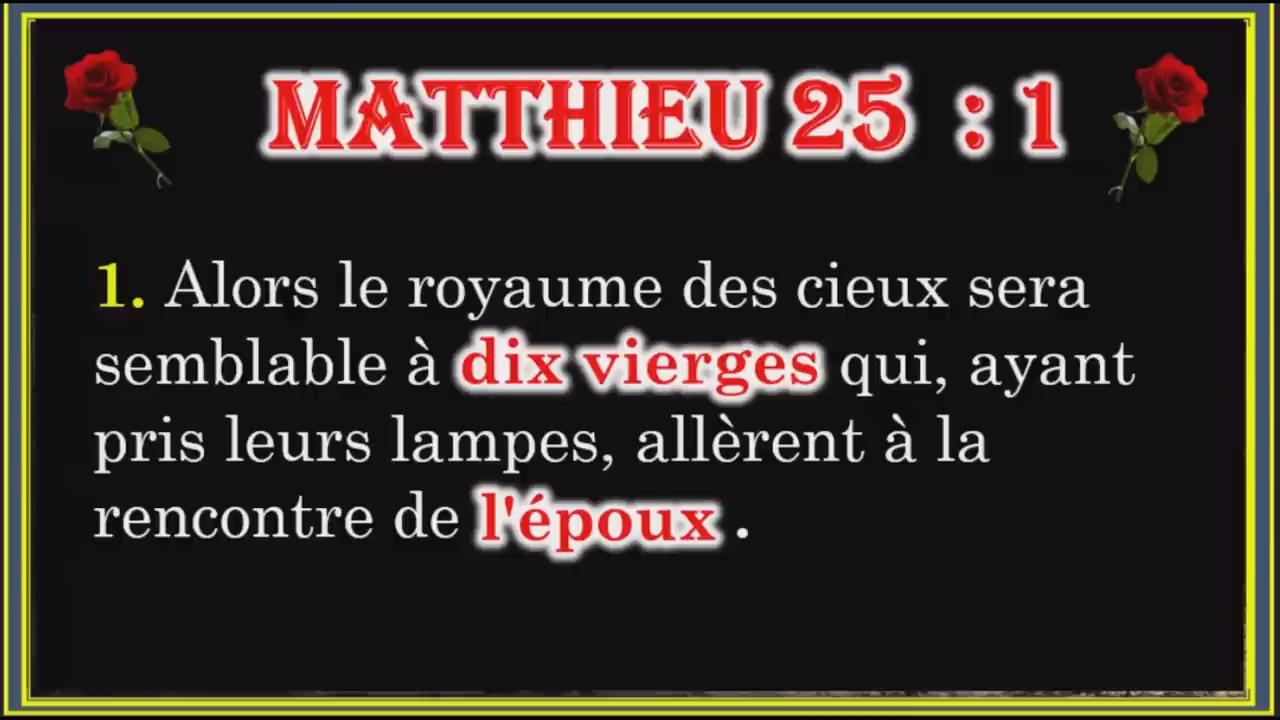 MATTHIEU 25 : 1
1. Alors le royaume des cieux sera
semblable à dix vierges qui, ayant
pris leurs lampes, allèrent à la
rencontre de l'époux .